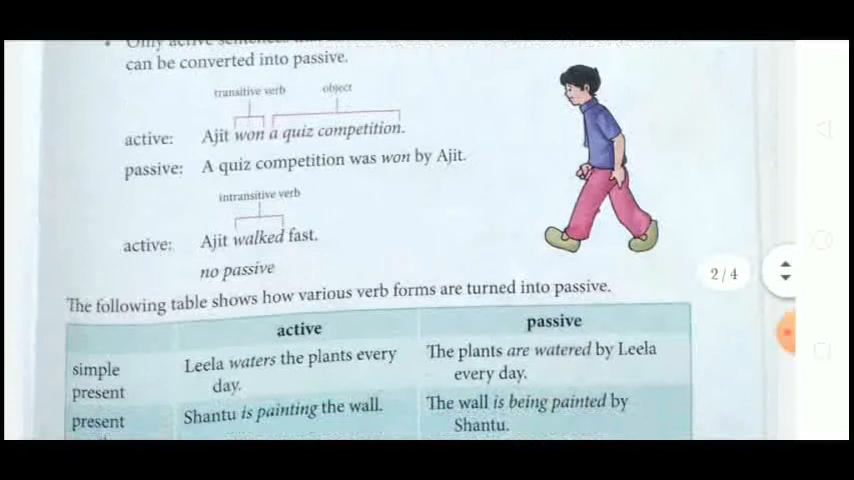 can be converted into passive.
transitive verb object
active: Ajit won a quiz competition.
passive: A quiz competition was won by Ajit.
intransitive verb
active: Ajit walked fast.
no passive
2/4
The following table shows how various verb forms are turned into passive.
active passive
simple present Leela waters the plants every day. The plants are watered by Leela every day.
present Shantu is painting the wall. The wall is being painted by Shantu.